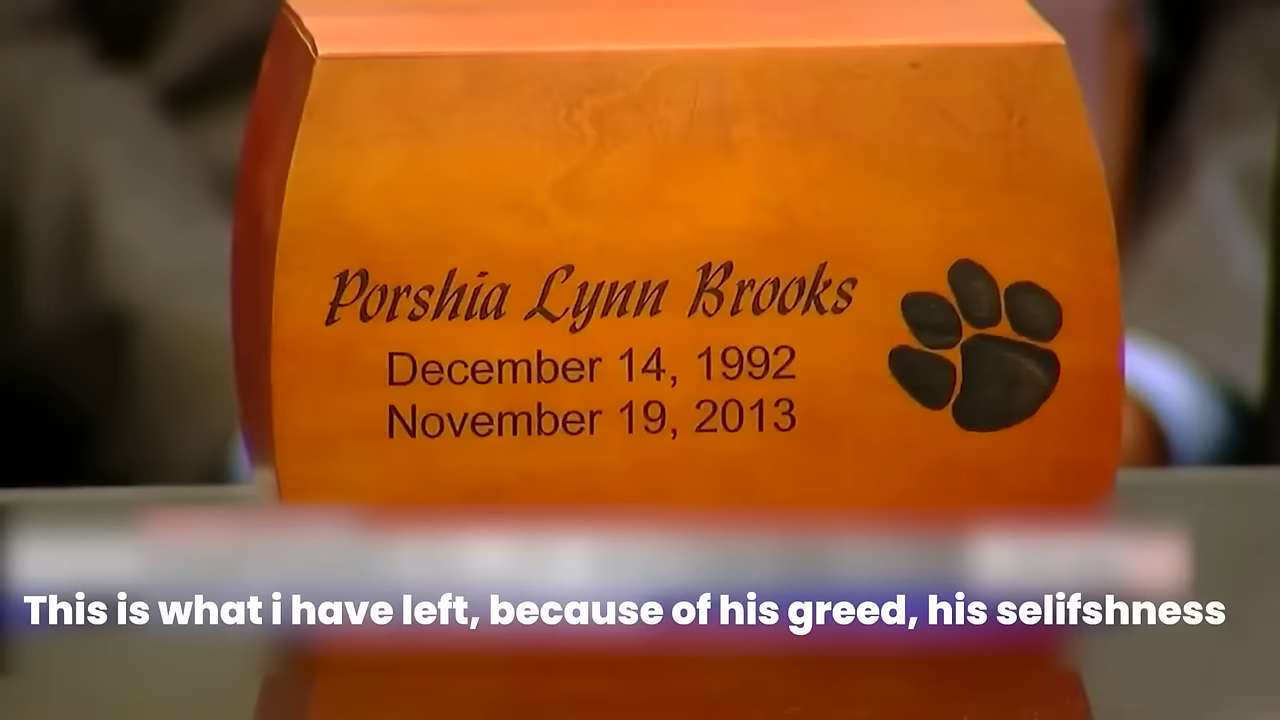 Porshia Lynn Brooks
December 14, 1992
November 19, 2013
This is what i have left, because of his greed, his selifshness